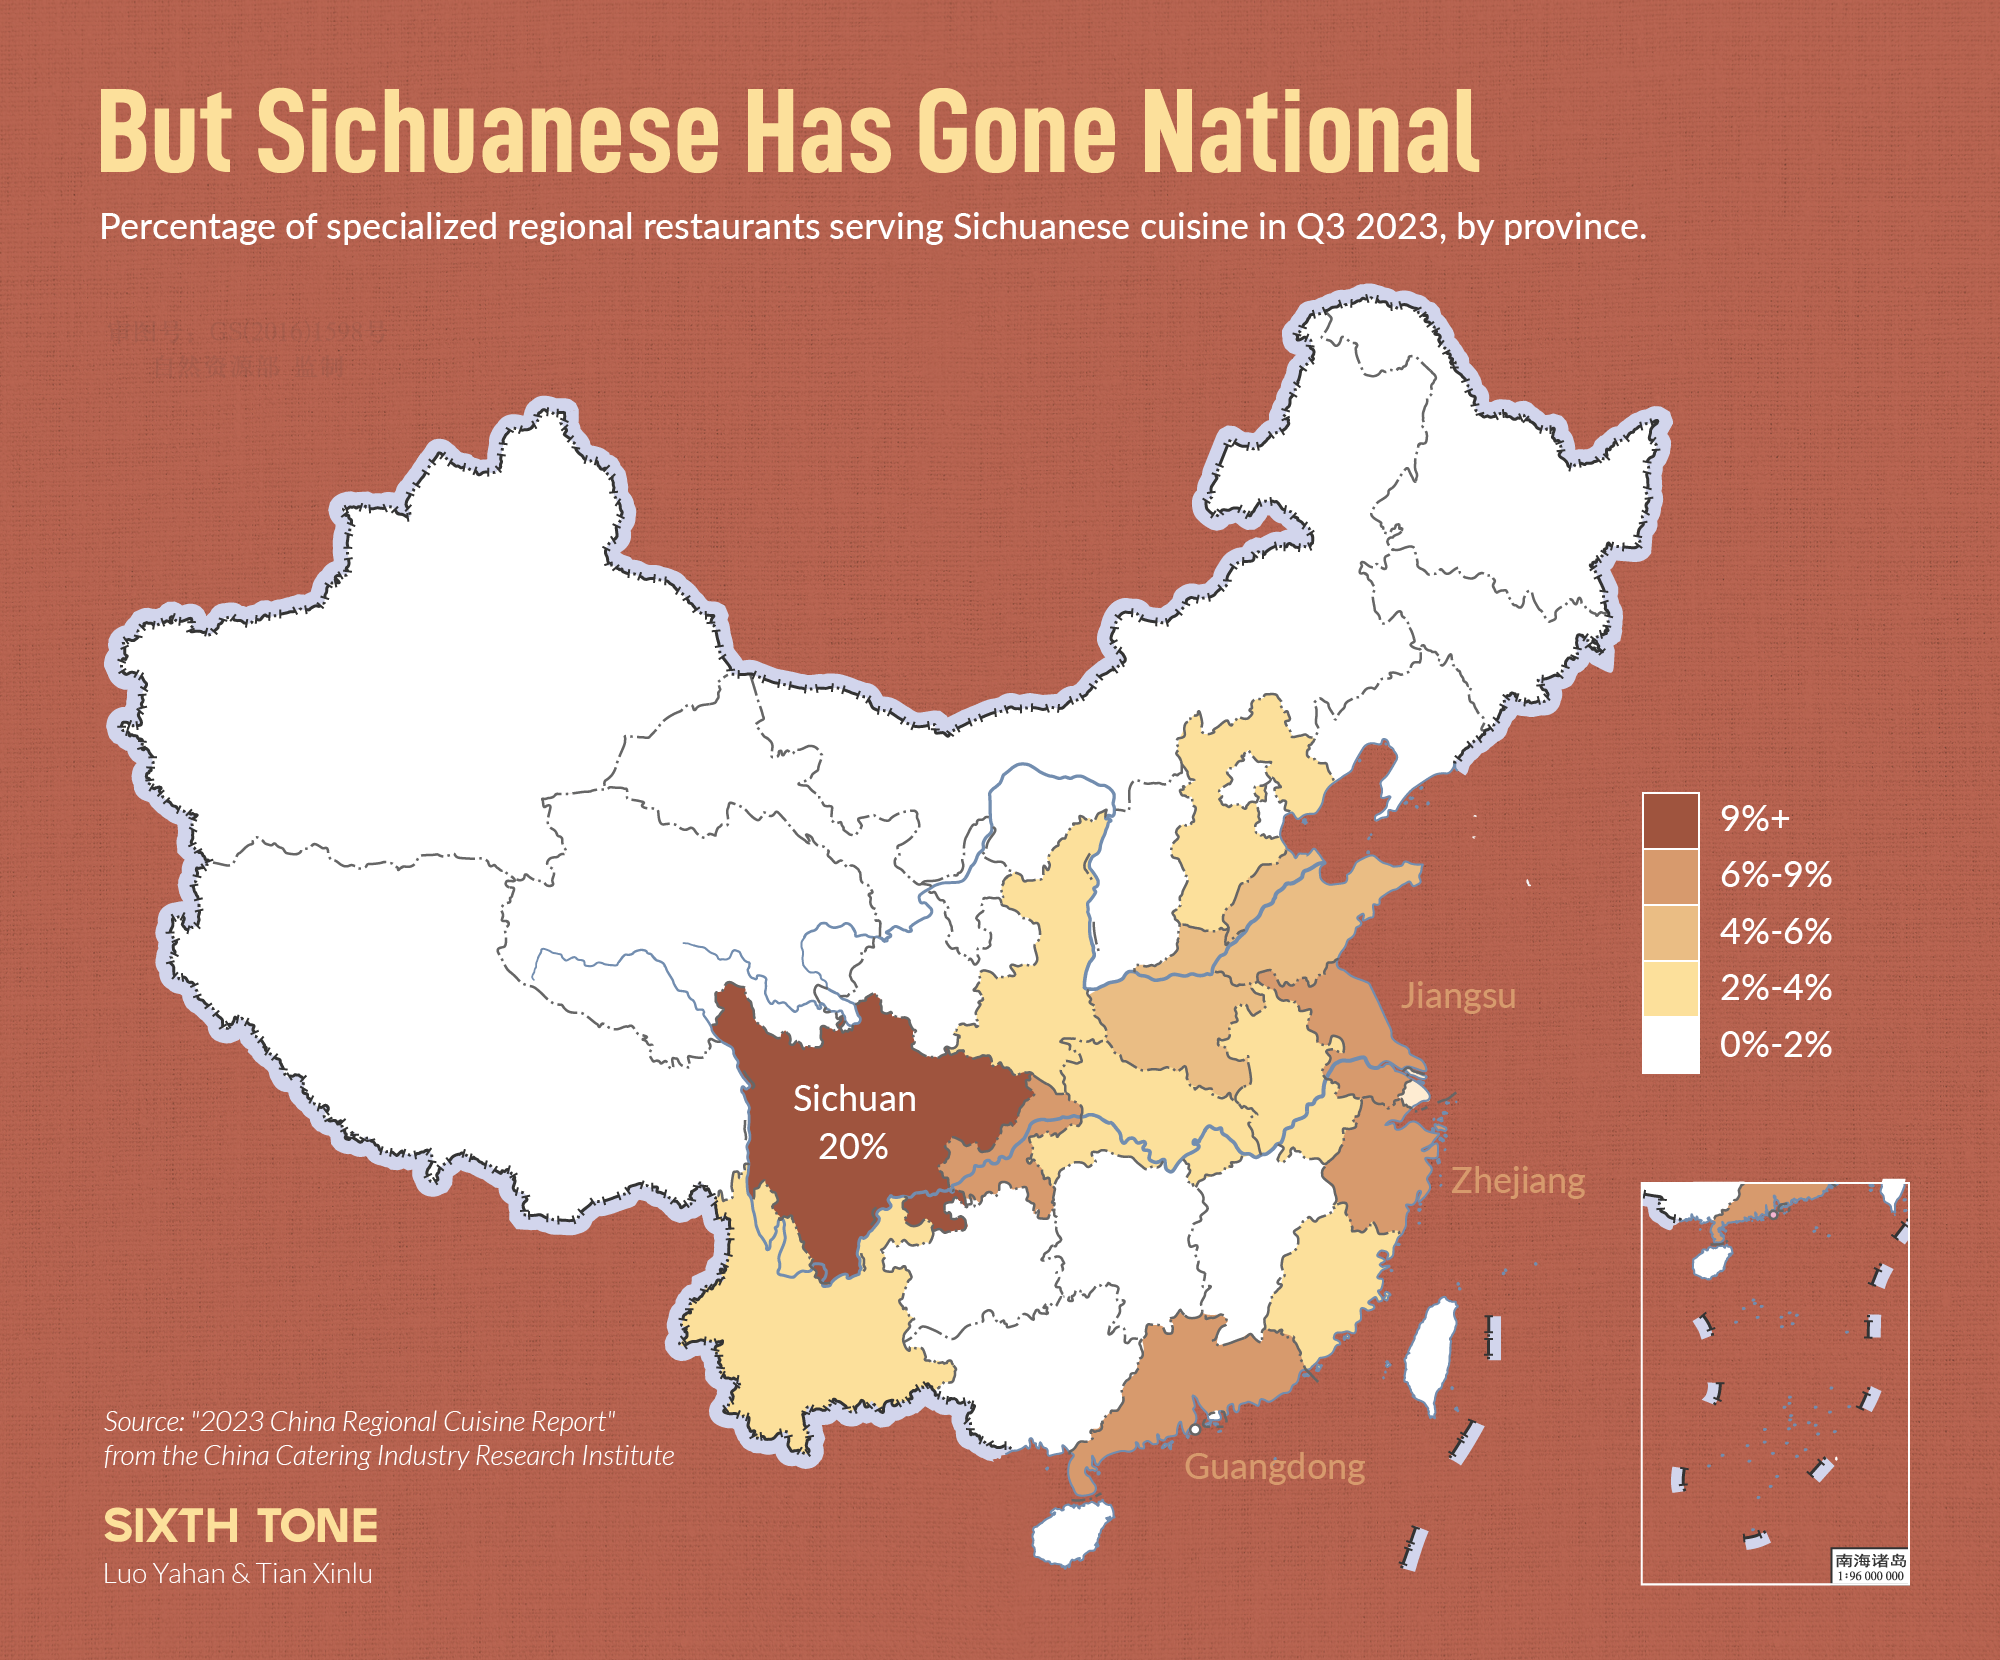 But Sichuanese Has Gone National
Percentage of specialized regional restaurants serving Sichuanese cuisine in Q3 2023, by province.
审图号：GS(2016)1598号
自然资源部 监制
9%+
6%-9%
4%-6%
2%-4%
0%-2%
Jiangsu
Sichuan
20%
Zhejiang
Guangdong
Source: "2023 China Regional Cuisine Report"
from the China Catering Industry Research Institute
SIXTH TONE
Luo Yahan & Tian Xinlu
南海诸岛
1:96 000 000